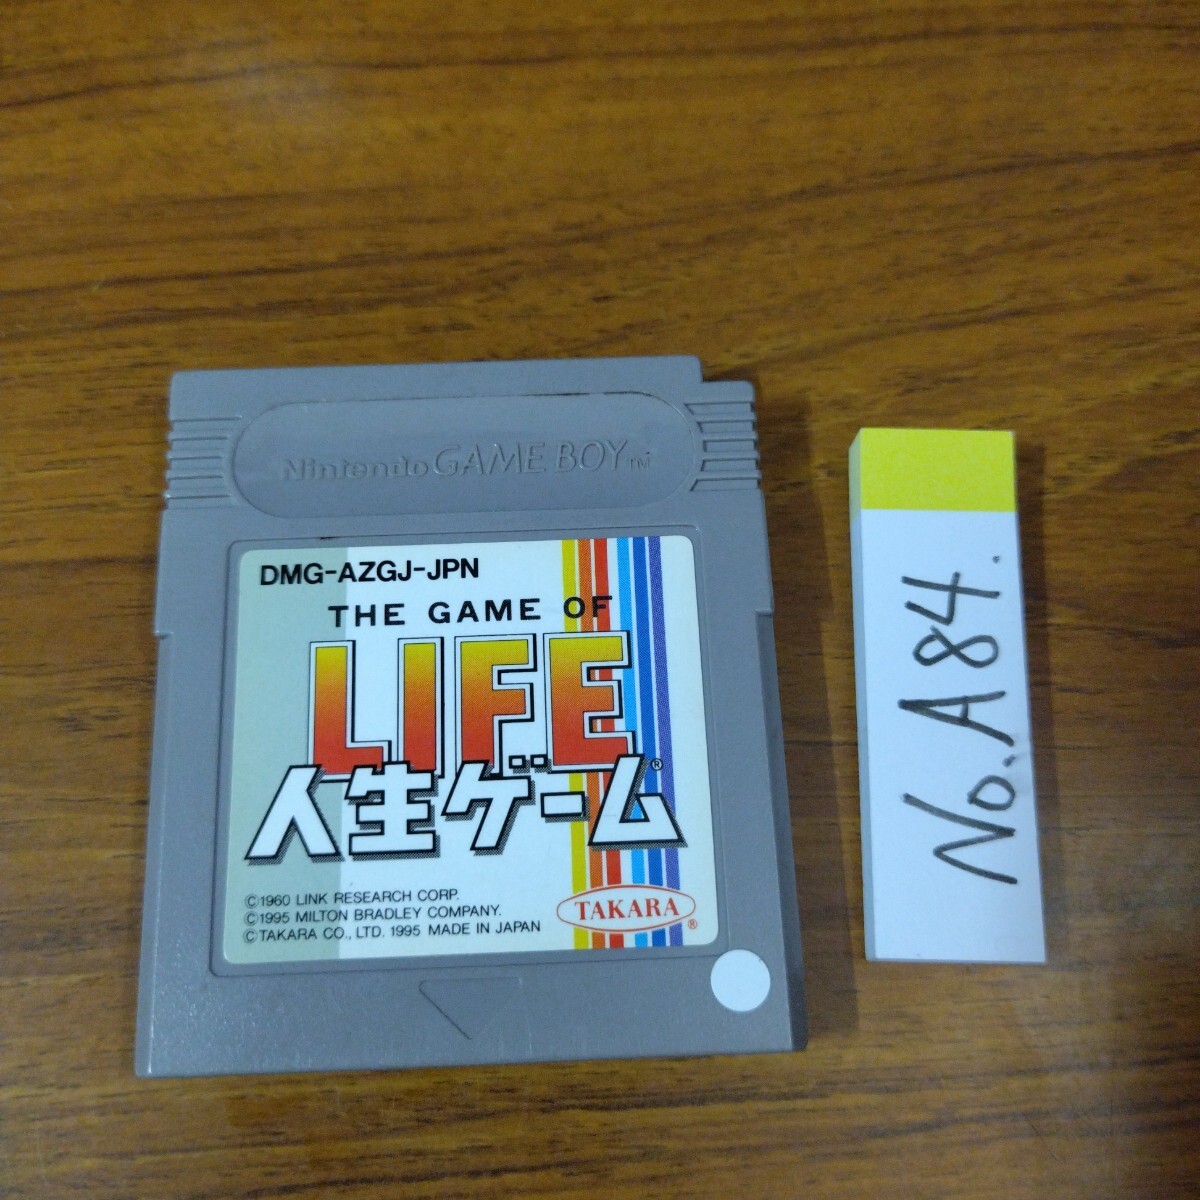 Nintendo GAME BOY™
DMG-AZGJ-JPN
THE GAME OF
LIFE
人生ゲーム®
©1960 LINK RESEARCH CORP.
©1995 MILTON BRADLEY COMPANY.
©TAKARA CO., LTD. 1995 MADE IN JAPAN
TAKARA®
No.A84.